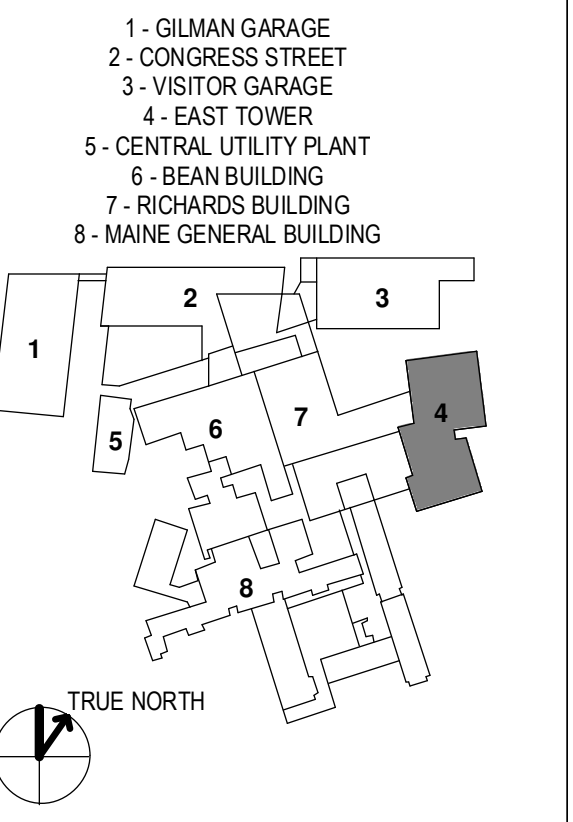 1 - GILMAN GARAGE
2 - CONGRESS STREET
3 - VISITOR GARAGE
4 - EAST TOWER
5 - CENTRAL UTILITY PLANT
6 - BEAN BUILDING
7 - RICHARDS BUILDING
8 - MAINE GENERAL BUILDING
2
3
1
4
7
6
5
8
TRUE NORTH